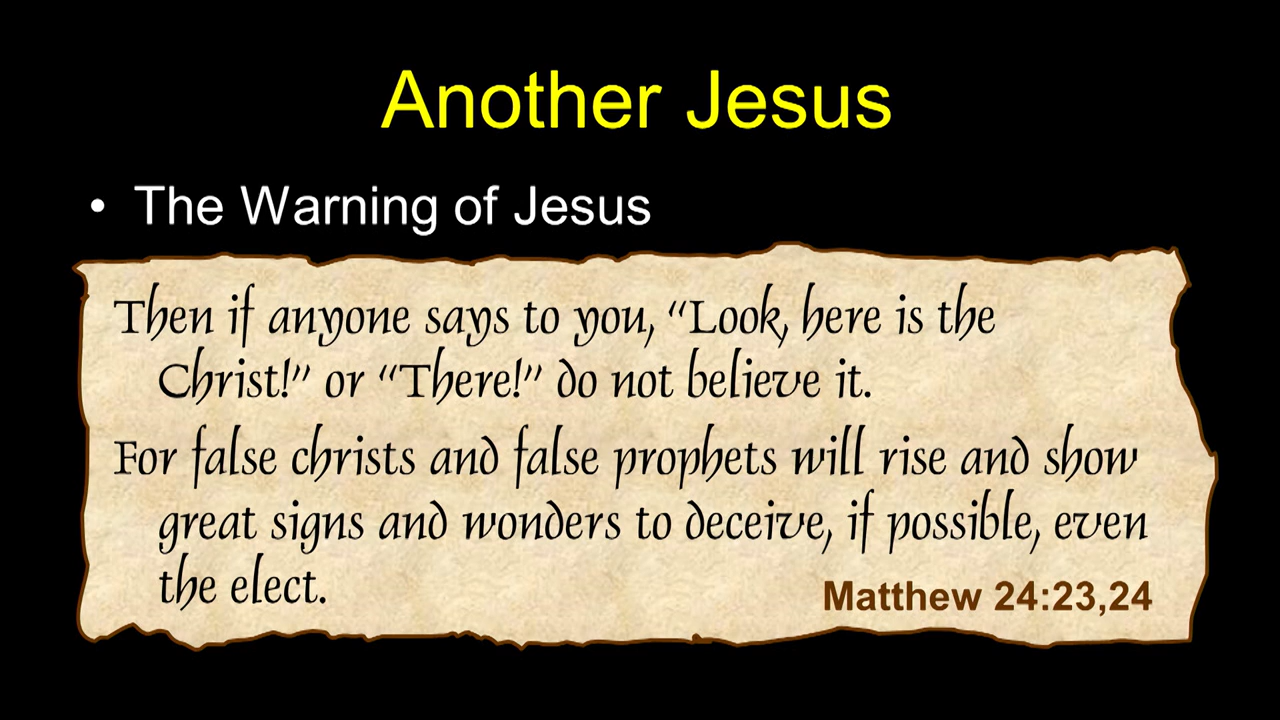 Another Jesus
• The Warning of Jesus
Then if anyone says to you, “Look, here is the
Christ!” or “There!” do not believe it.
For false christs and false prophets will rise and show
great signs and wonders to deceive, if possible, even
the elect.
Matthew 24:23,24